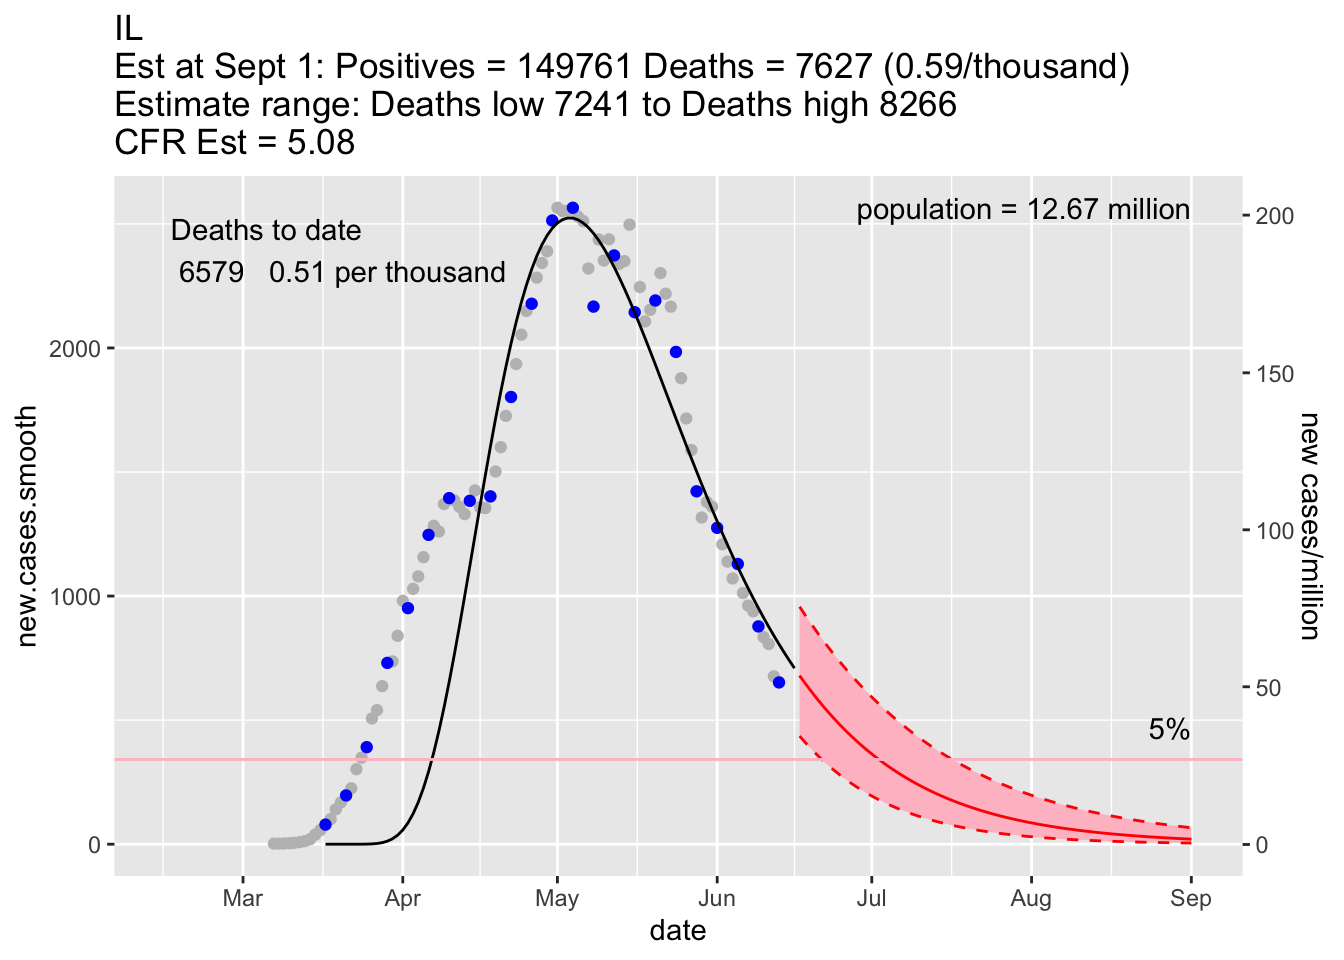 IL
Est at Sept 1: Positives = 149761 Deaths = 7627 (0.59/thousand)
Estimate range: Deaths low 7241 to Deaths high 8266
CFR Est = 5.08
Deaths to date
6579 0.51 per thousand
population = 12.67 million
5%
new.cases.smooth
2000
1000
0
200
150
100
50
0
new cases/million
Mar Apr May Jun Jul Aug Sep
date